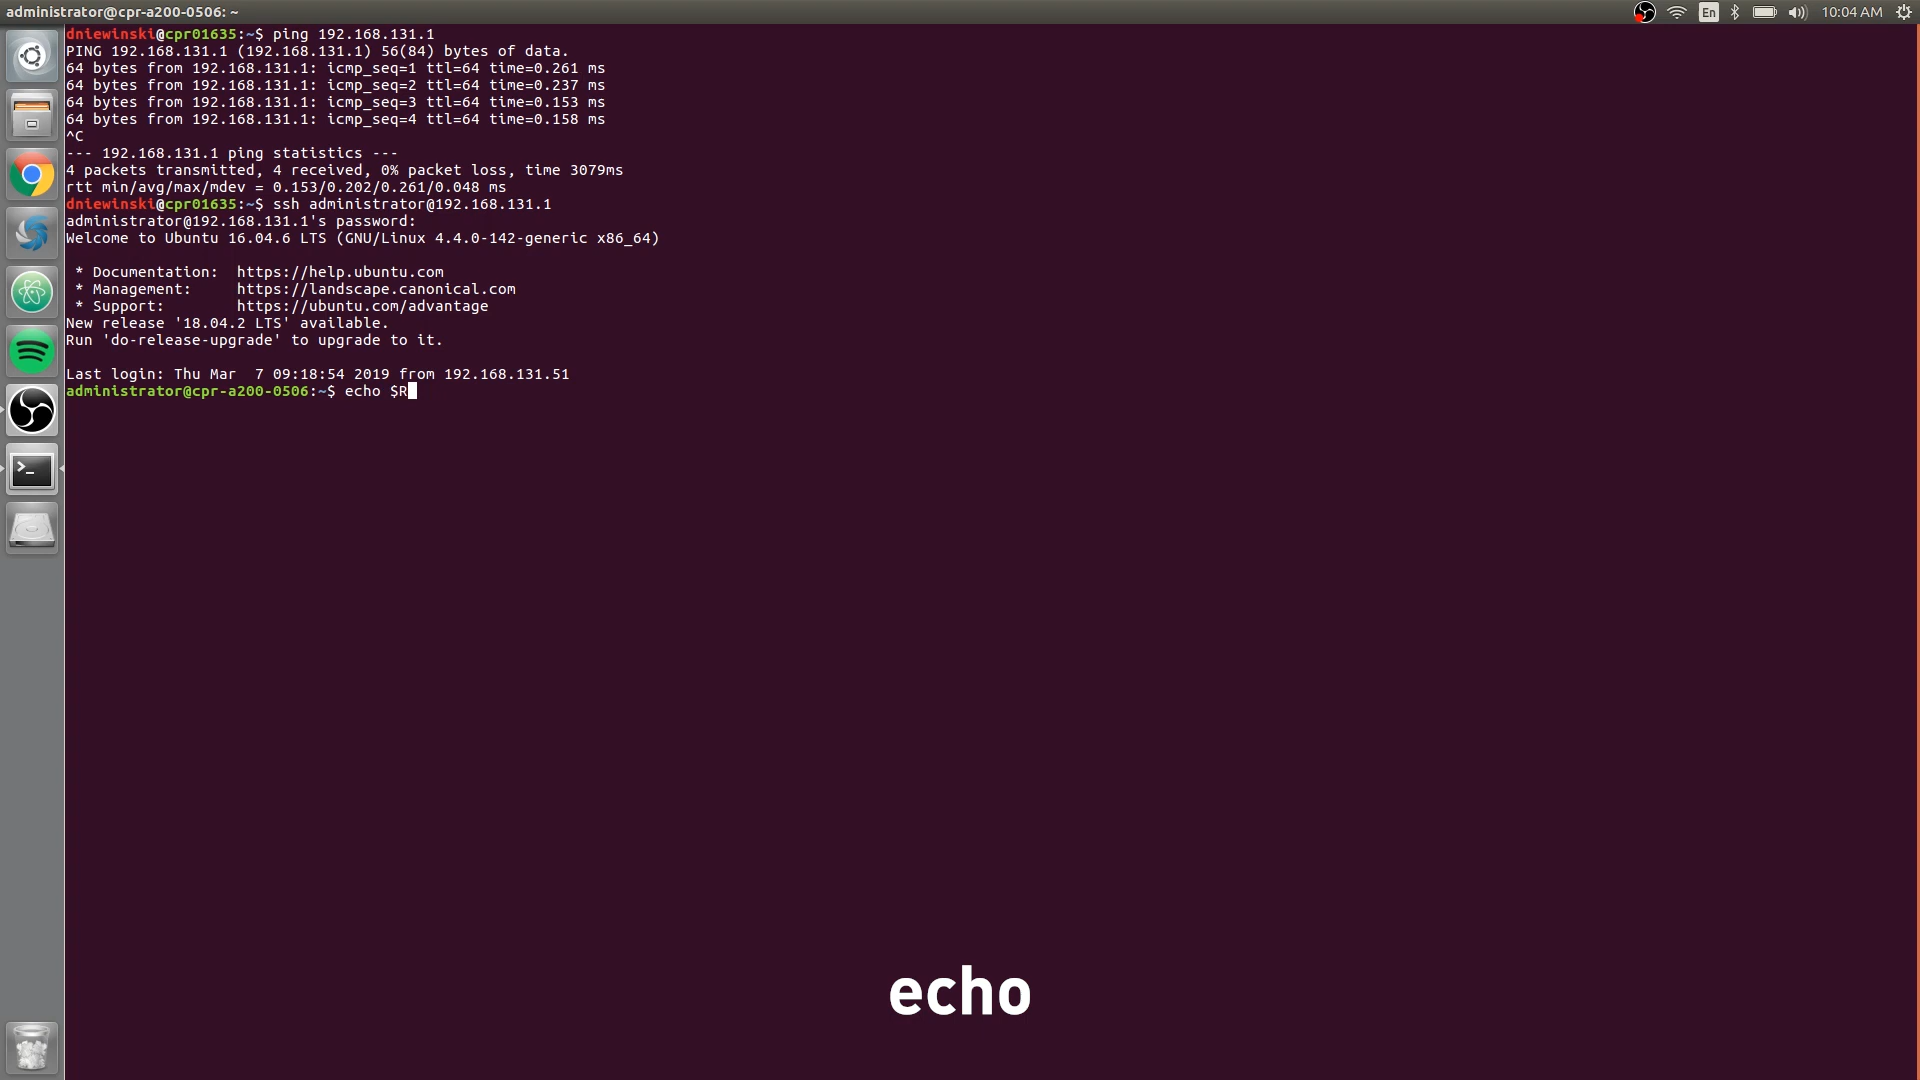 administrator@cpr-a200-0506: ~
En
10:04 AM
dniewinski@cpr01635:~$ ping 192.168.131.1
PING 192.168.131.1 (192.168.131.1) 56(84) bytes of data.
64 bytes from 192.168.131.1: icmp_seq=1 ttl=64 time=0.261 ms
64 bytes from 192.168.131.1: icmp_seq=2 ttl=64 time=0.237 ms
64 bytes from 192.168.131.1: icmp_seq=3 ttl=64 time=0.153 ms
64 bytes from 192.168.131.1: icmp_seq=4 ttl=64 time=0.158 ms
^C
--- 192.168.131.1 ping statistics ---
4 packets transmitted, 4 received, 0% packet loss, time 3079ms
rtt min/avg/max/mdev = 0.153/0.202/0.261/0.048 ms
dniewinski@cpr01635:~$ ssh administrator@192.168.131.1
administrator@192.168.131.1's password:
Welcome to Ubuntu 16.04.6 LTS (GNU/Linux 4.4.0-142-generic x86_64)
 * Documentation:  https://help.ubuntu.com
 * Management:     https://landscape.canonical.com
 * Support:        https://ubuntu.com/advantage
New release '18.04.2 LTS' available.
Run 'do-release-upgrade' to upgrade to it.
Last login: Thu Mar  7 09:18:54 2019 from 192.168.131.51
administrator@cpr-a200-0506:~$ echo $R
echo